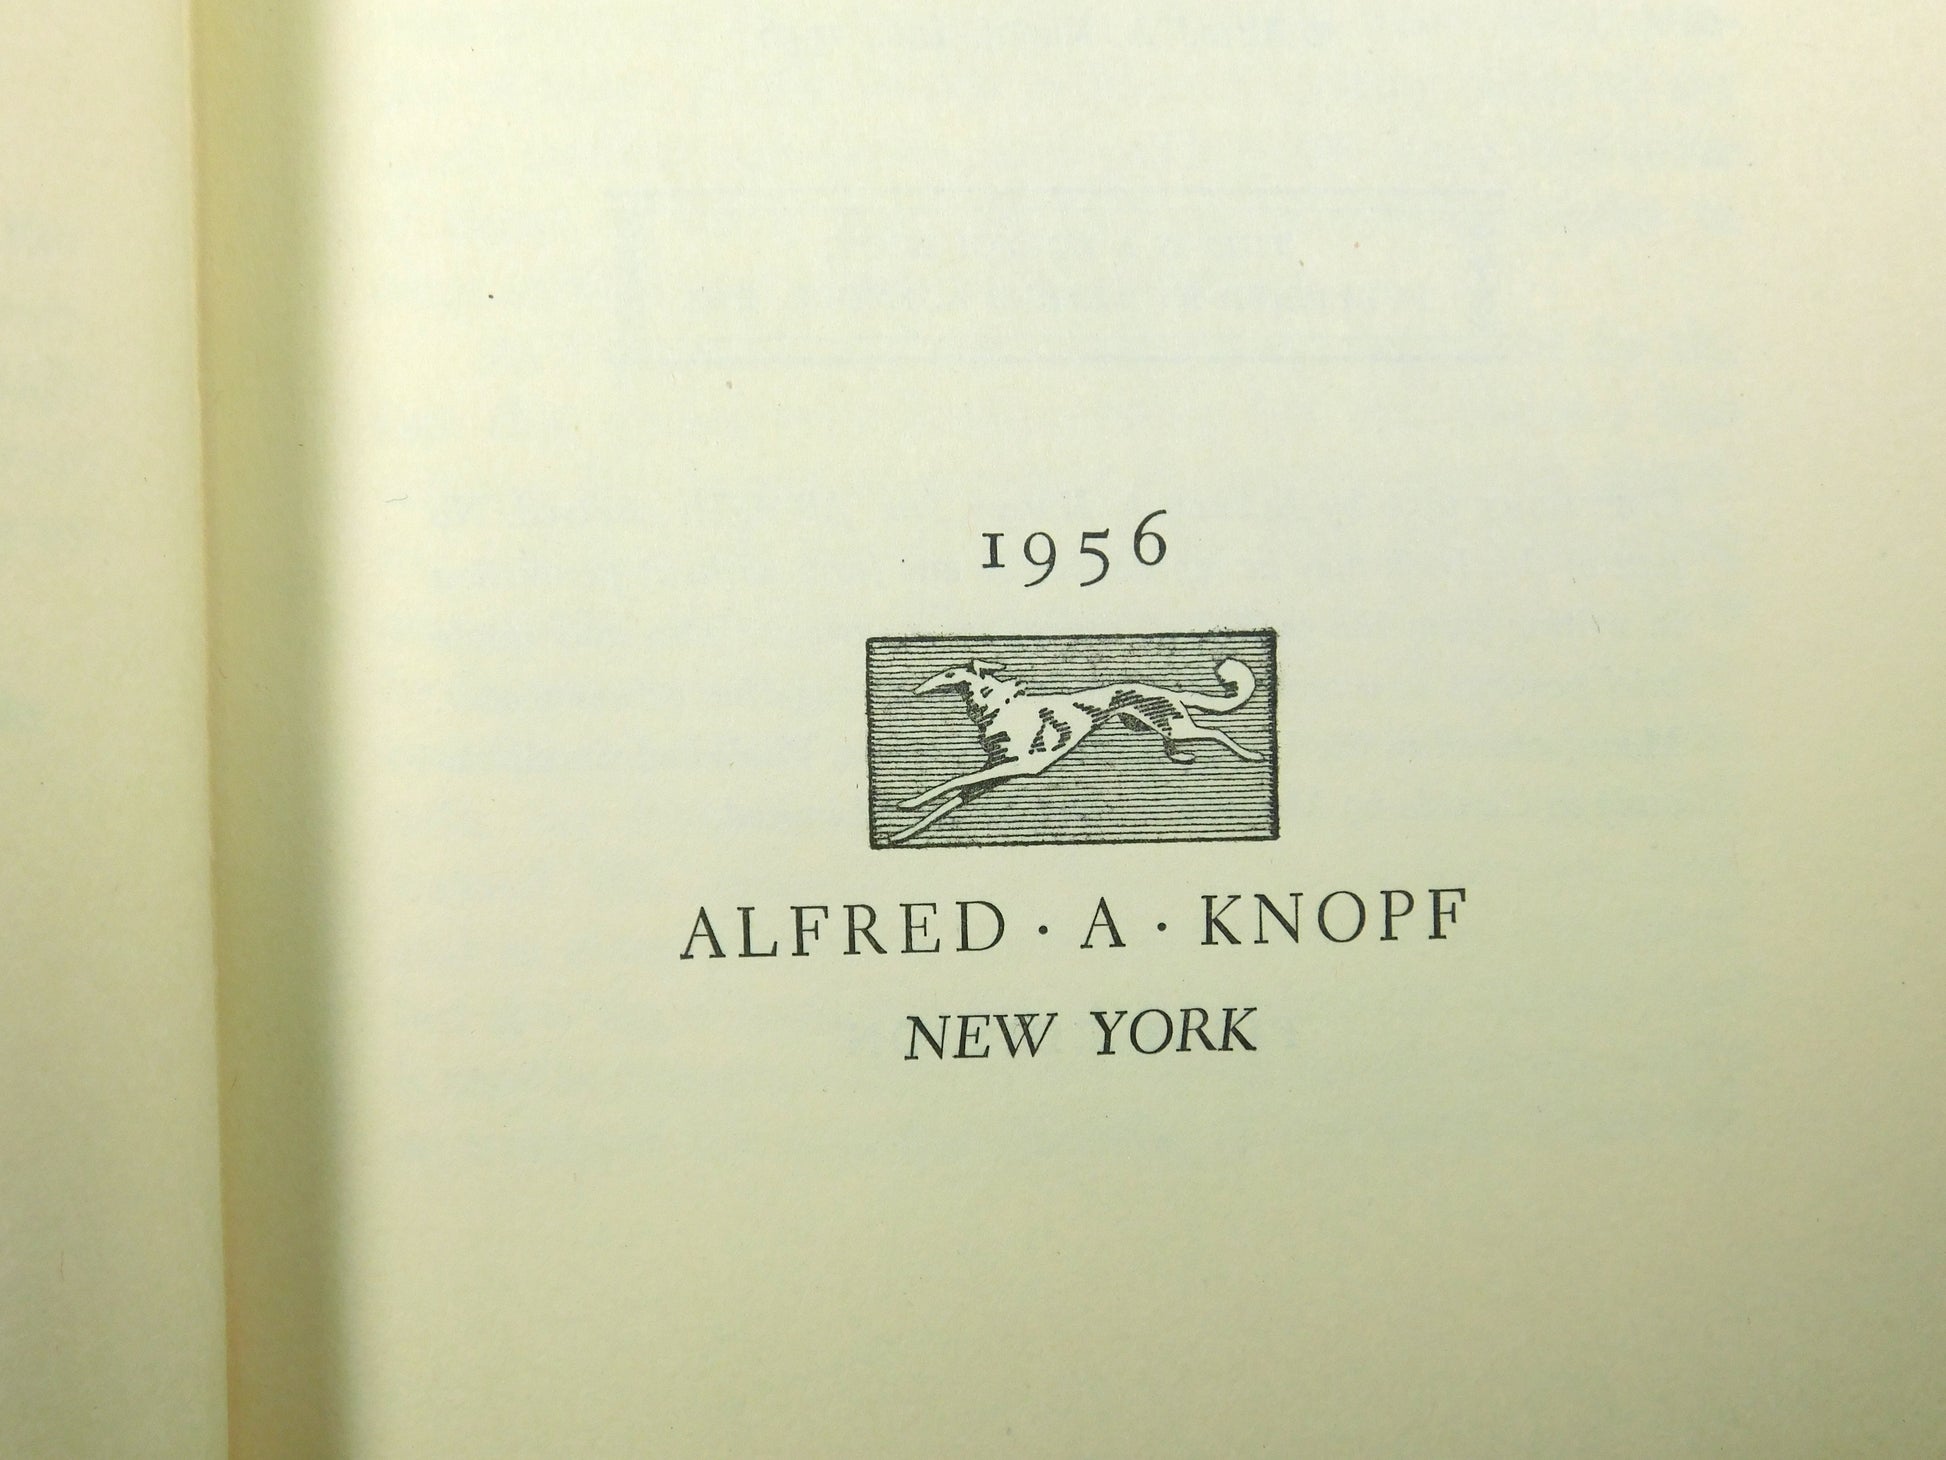 1956
ALFRED · A · KNOPF
NEW YORK